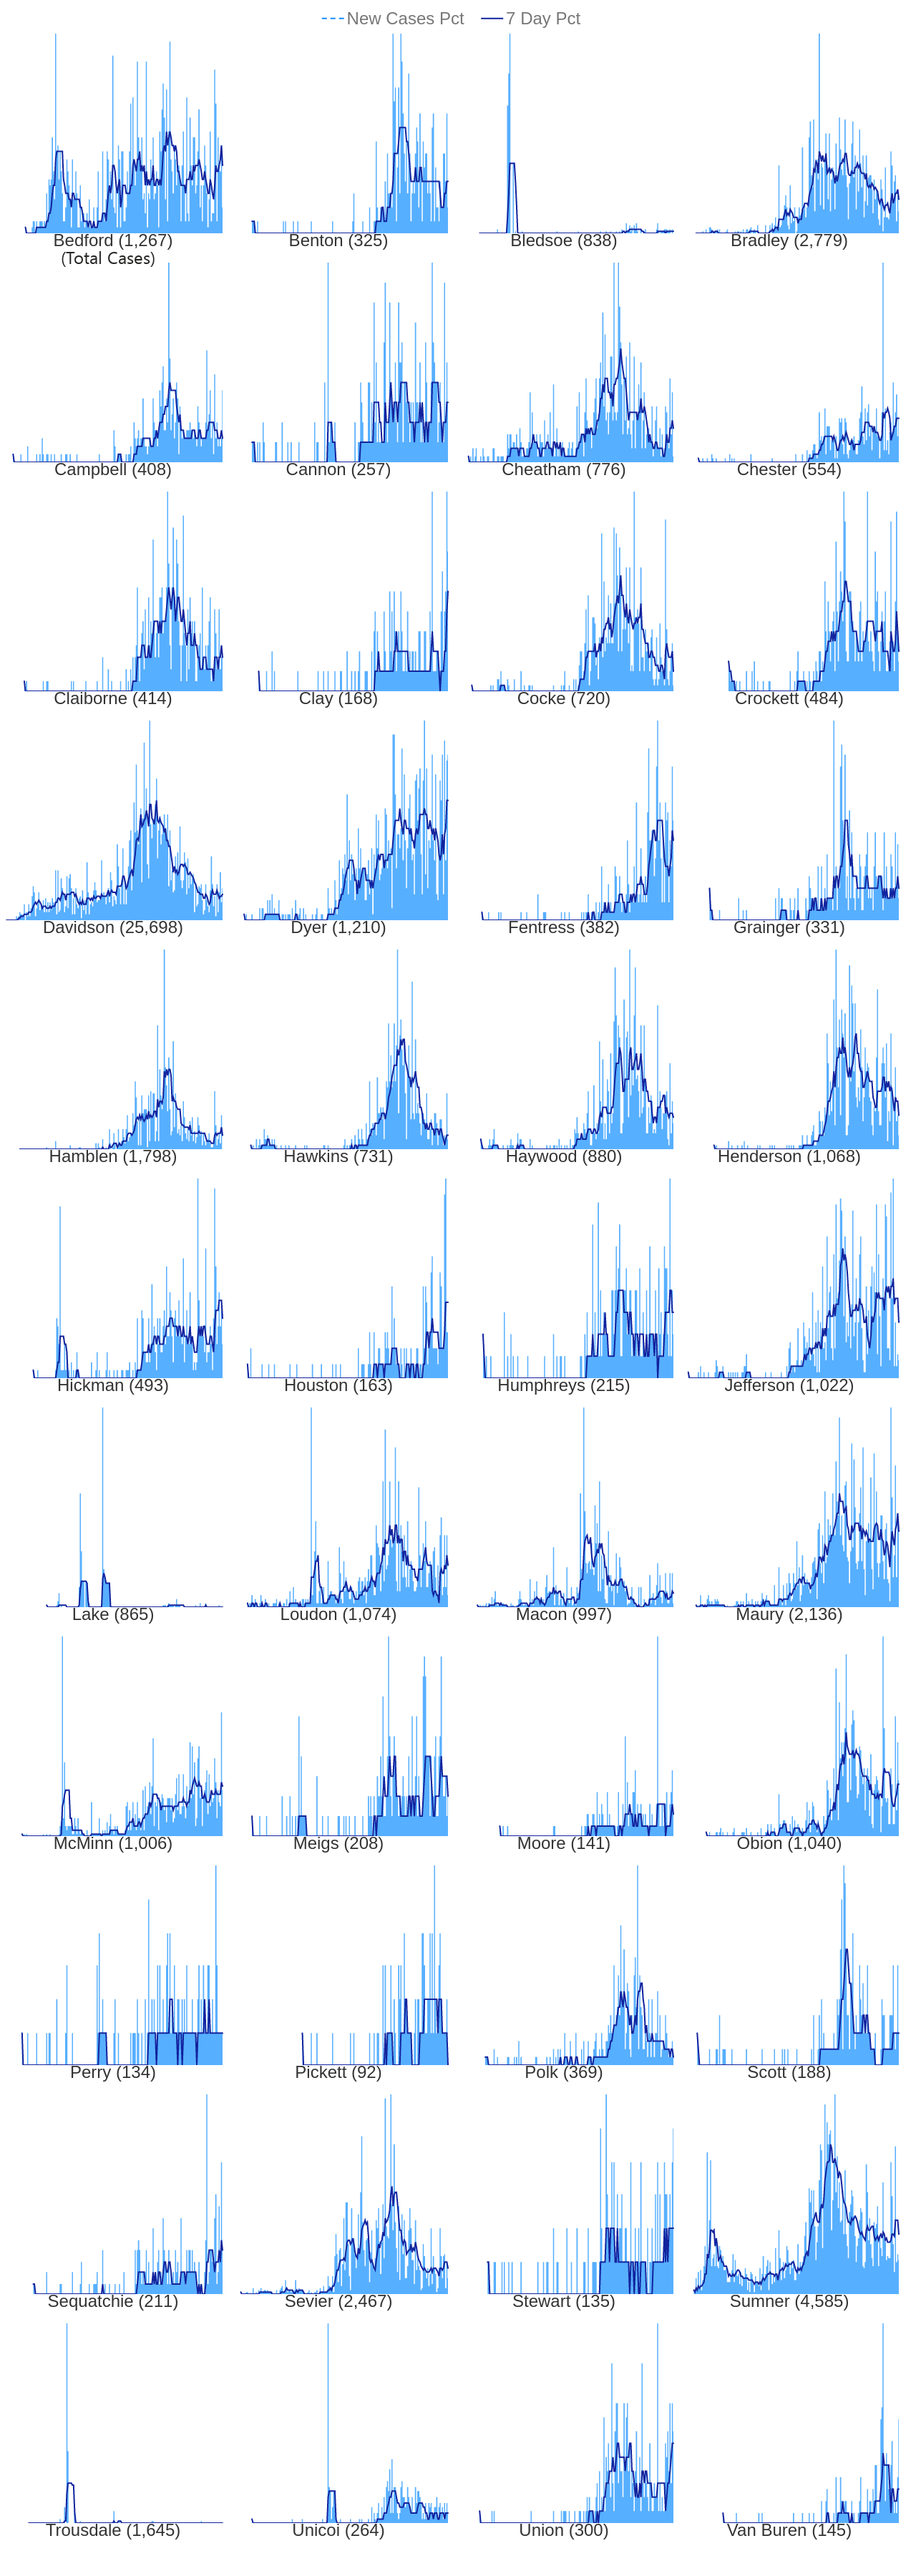 New Cases Pct 7 Day Pct
Bedford (1,267) Benton (325) Bledsoe (838) Bradley (2,779)
(Total Cases)
Campbell (408) Cannon (257) Cheatham (776) Chester (554)
Claiborne (414) Clay (168) Cocke (720) Crockett (484)
Davidson (25,698) Dyer (1,210) Fentress (382) Grainger (331)
Hamblen (1,798) Hawkins (731) Haywood (880) Henderson (1,068)
Hickman (493) Houston (163) Humphreys (215) Jefferson (1,022)
Lake (865) Loudon (1,074) Macon (997) Maury (2,136)
McMinn (1,006) Meigs (208) Moore (141) Obion (1,040)
Perry (134) Pickett (92) Polk (369) Scott (188)
Sequatchie (211) Sevier (2,467) Stewart (135) Sumner (4,585)
Trousdale (1,645) Unicoi (264) Union (300) Van Buren (145)